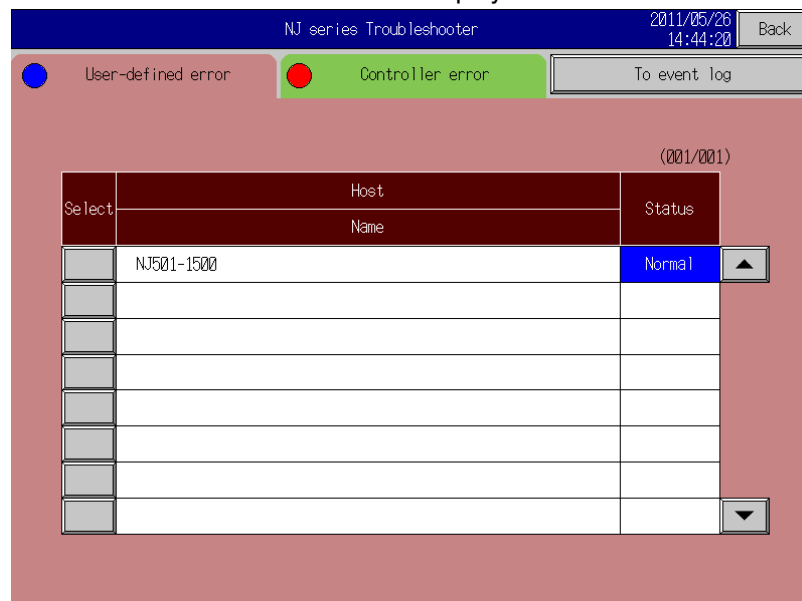 NJ series Troubleshooter
2011/05/26
14:44:20
Back
User-defined error
Controller error
To event log
(001/001)
Select
Host
Name
Status
NJ501-1500
Normal